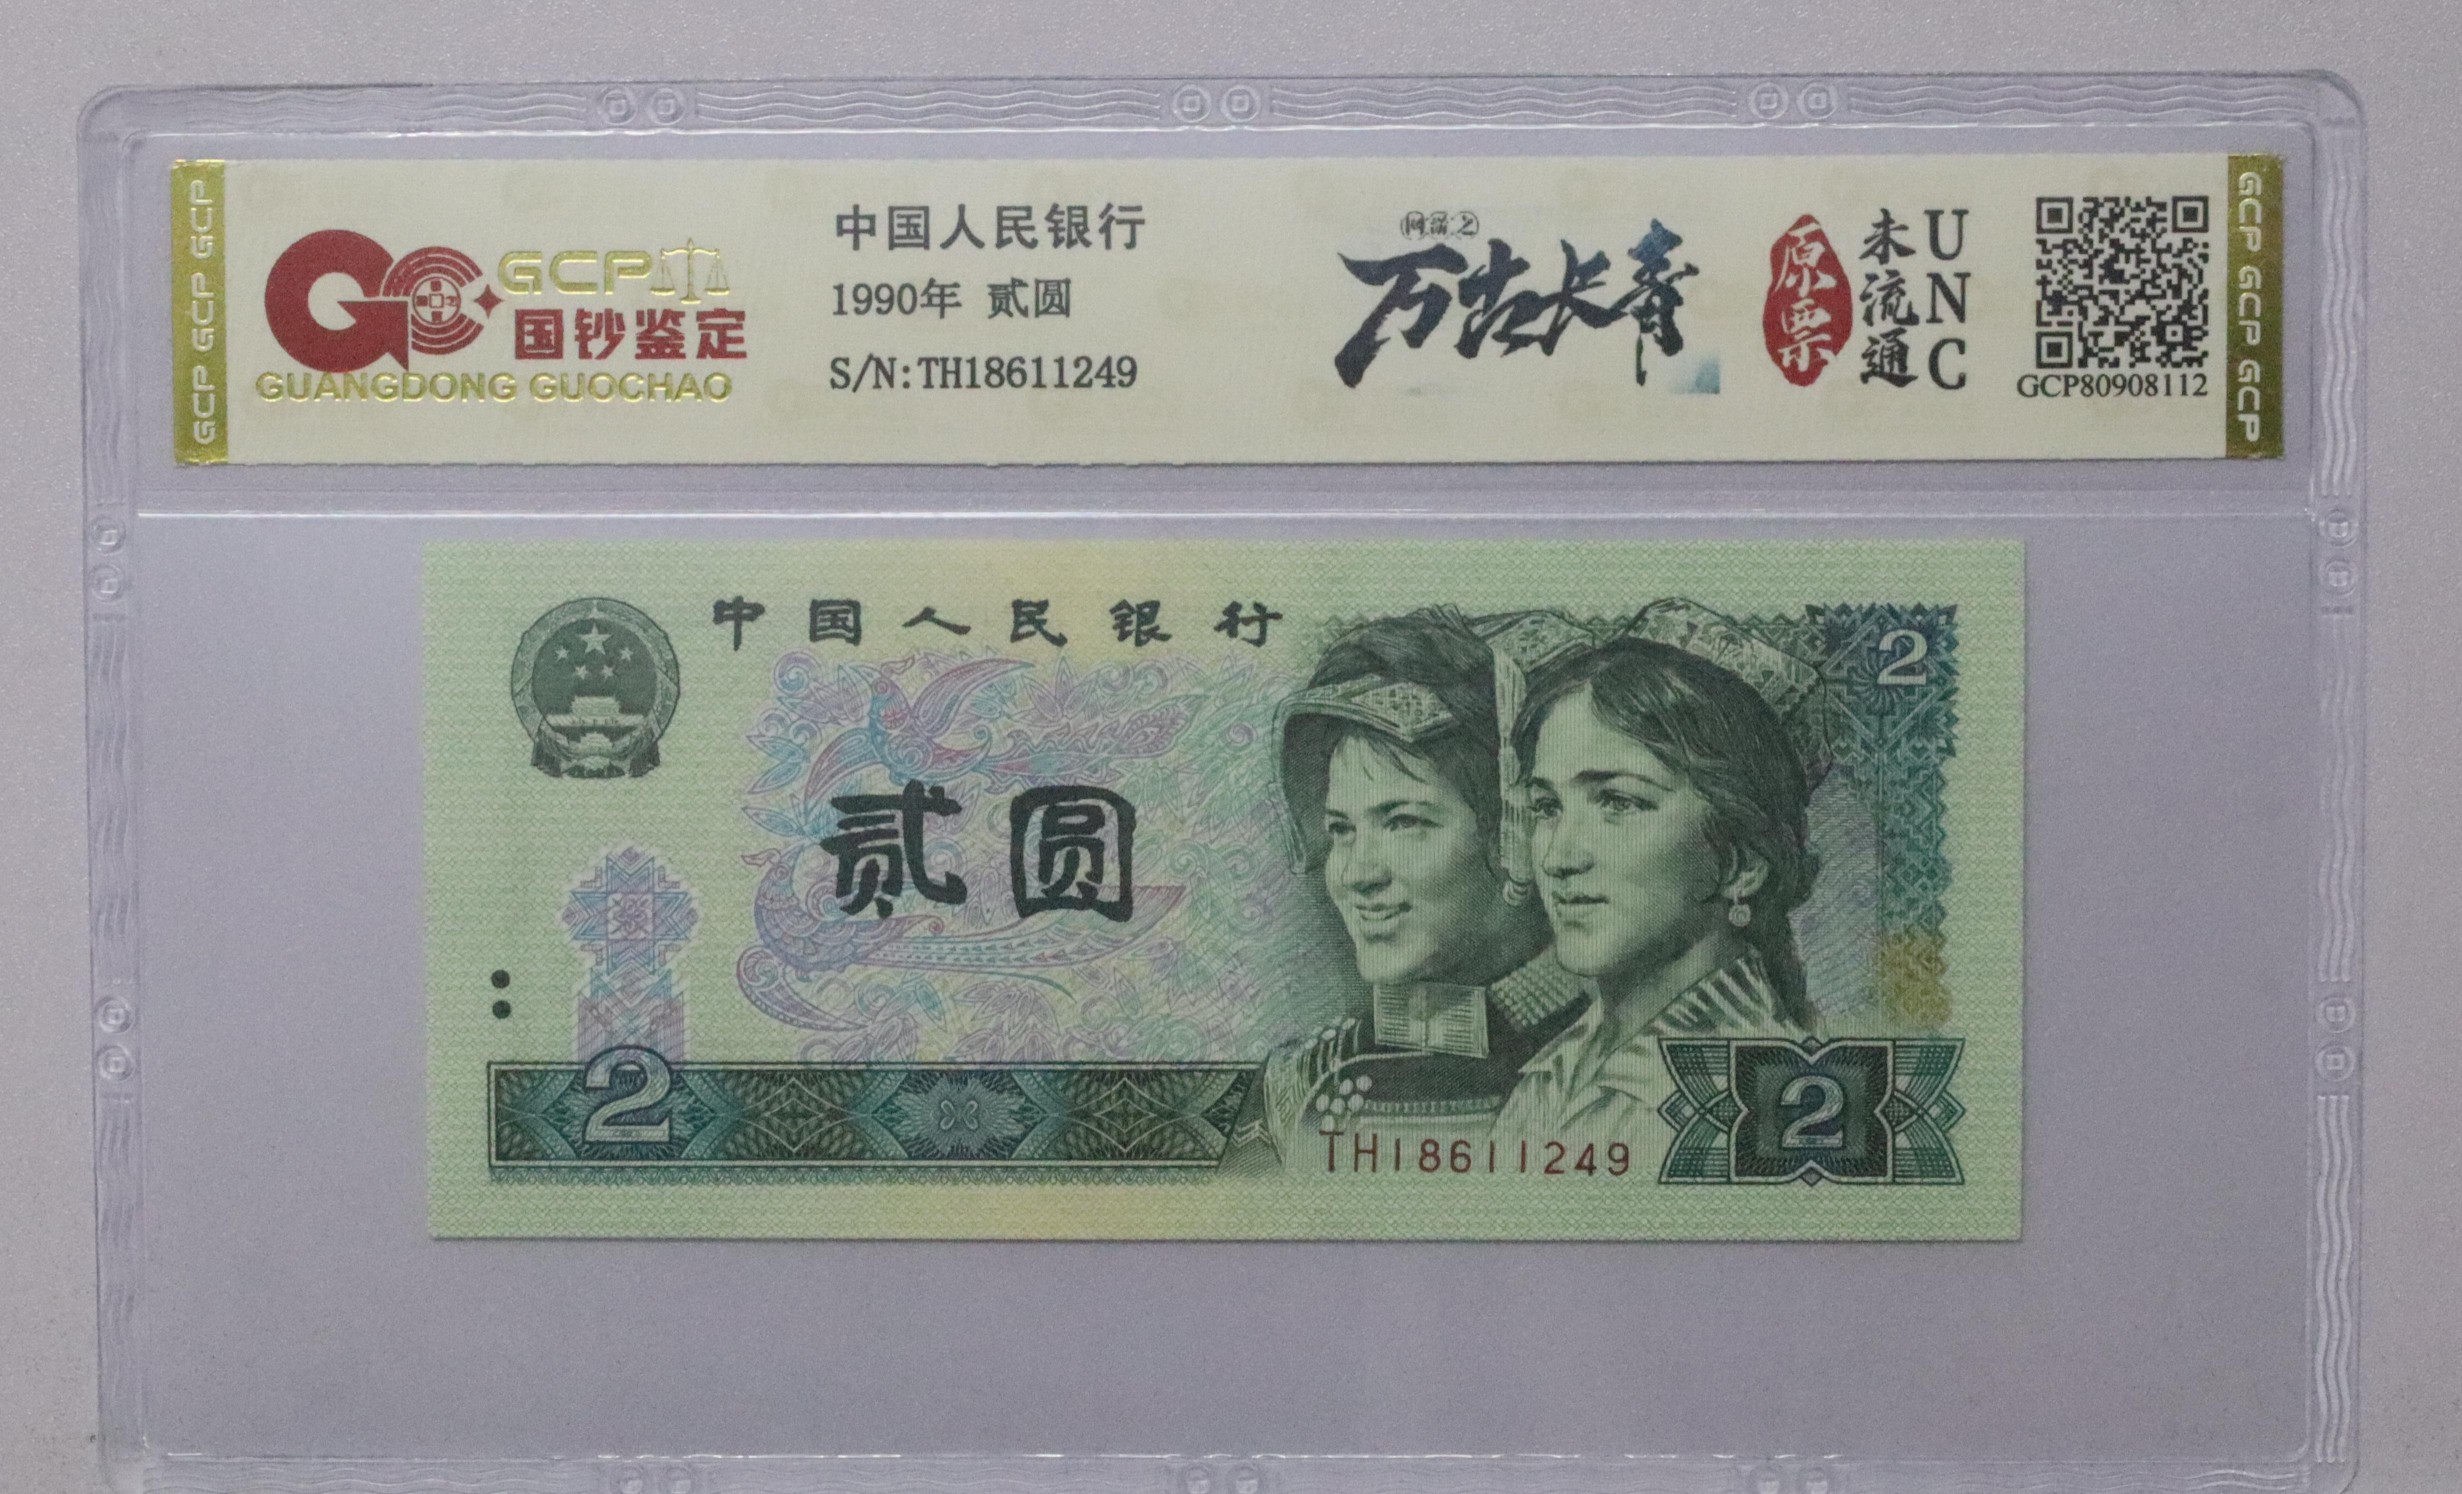 GCP GCP GCP
GCP
国钞鉴定
GUANGDONG GUOCHAO
中国人民银行
1990年 贰圆
S/N:TH18611249
万古长青
原票
未流通
UNC
GCP80908112
GCP GCP GCP
中国人民银行
2
贰圆
2
TH18611249
2